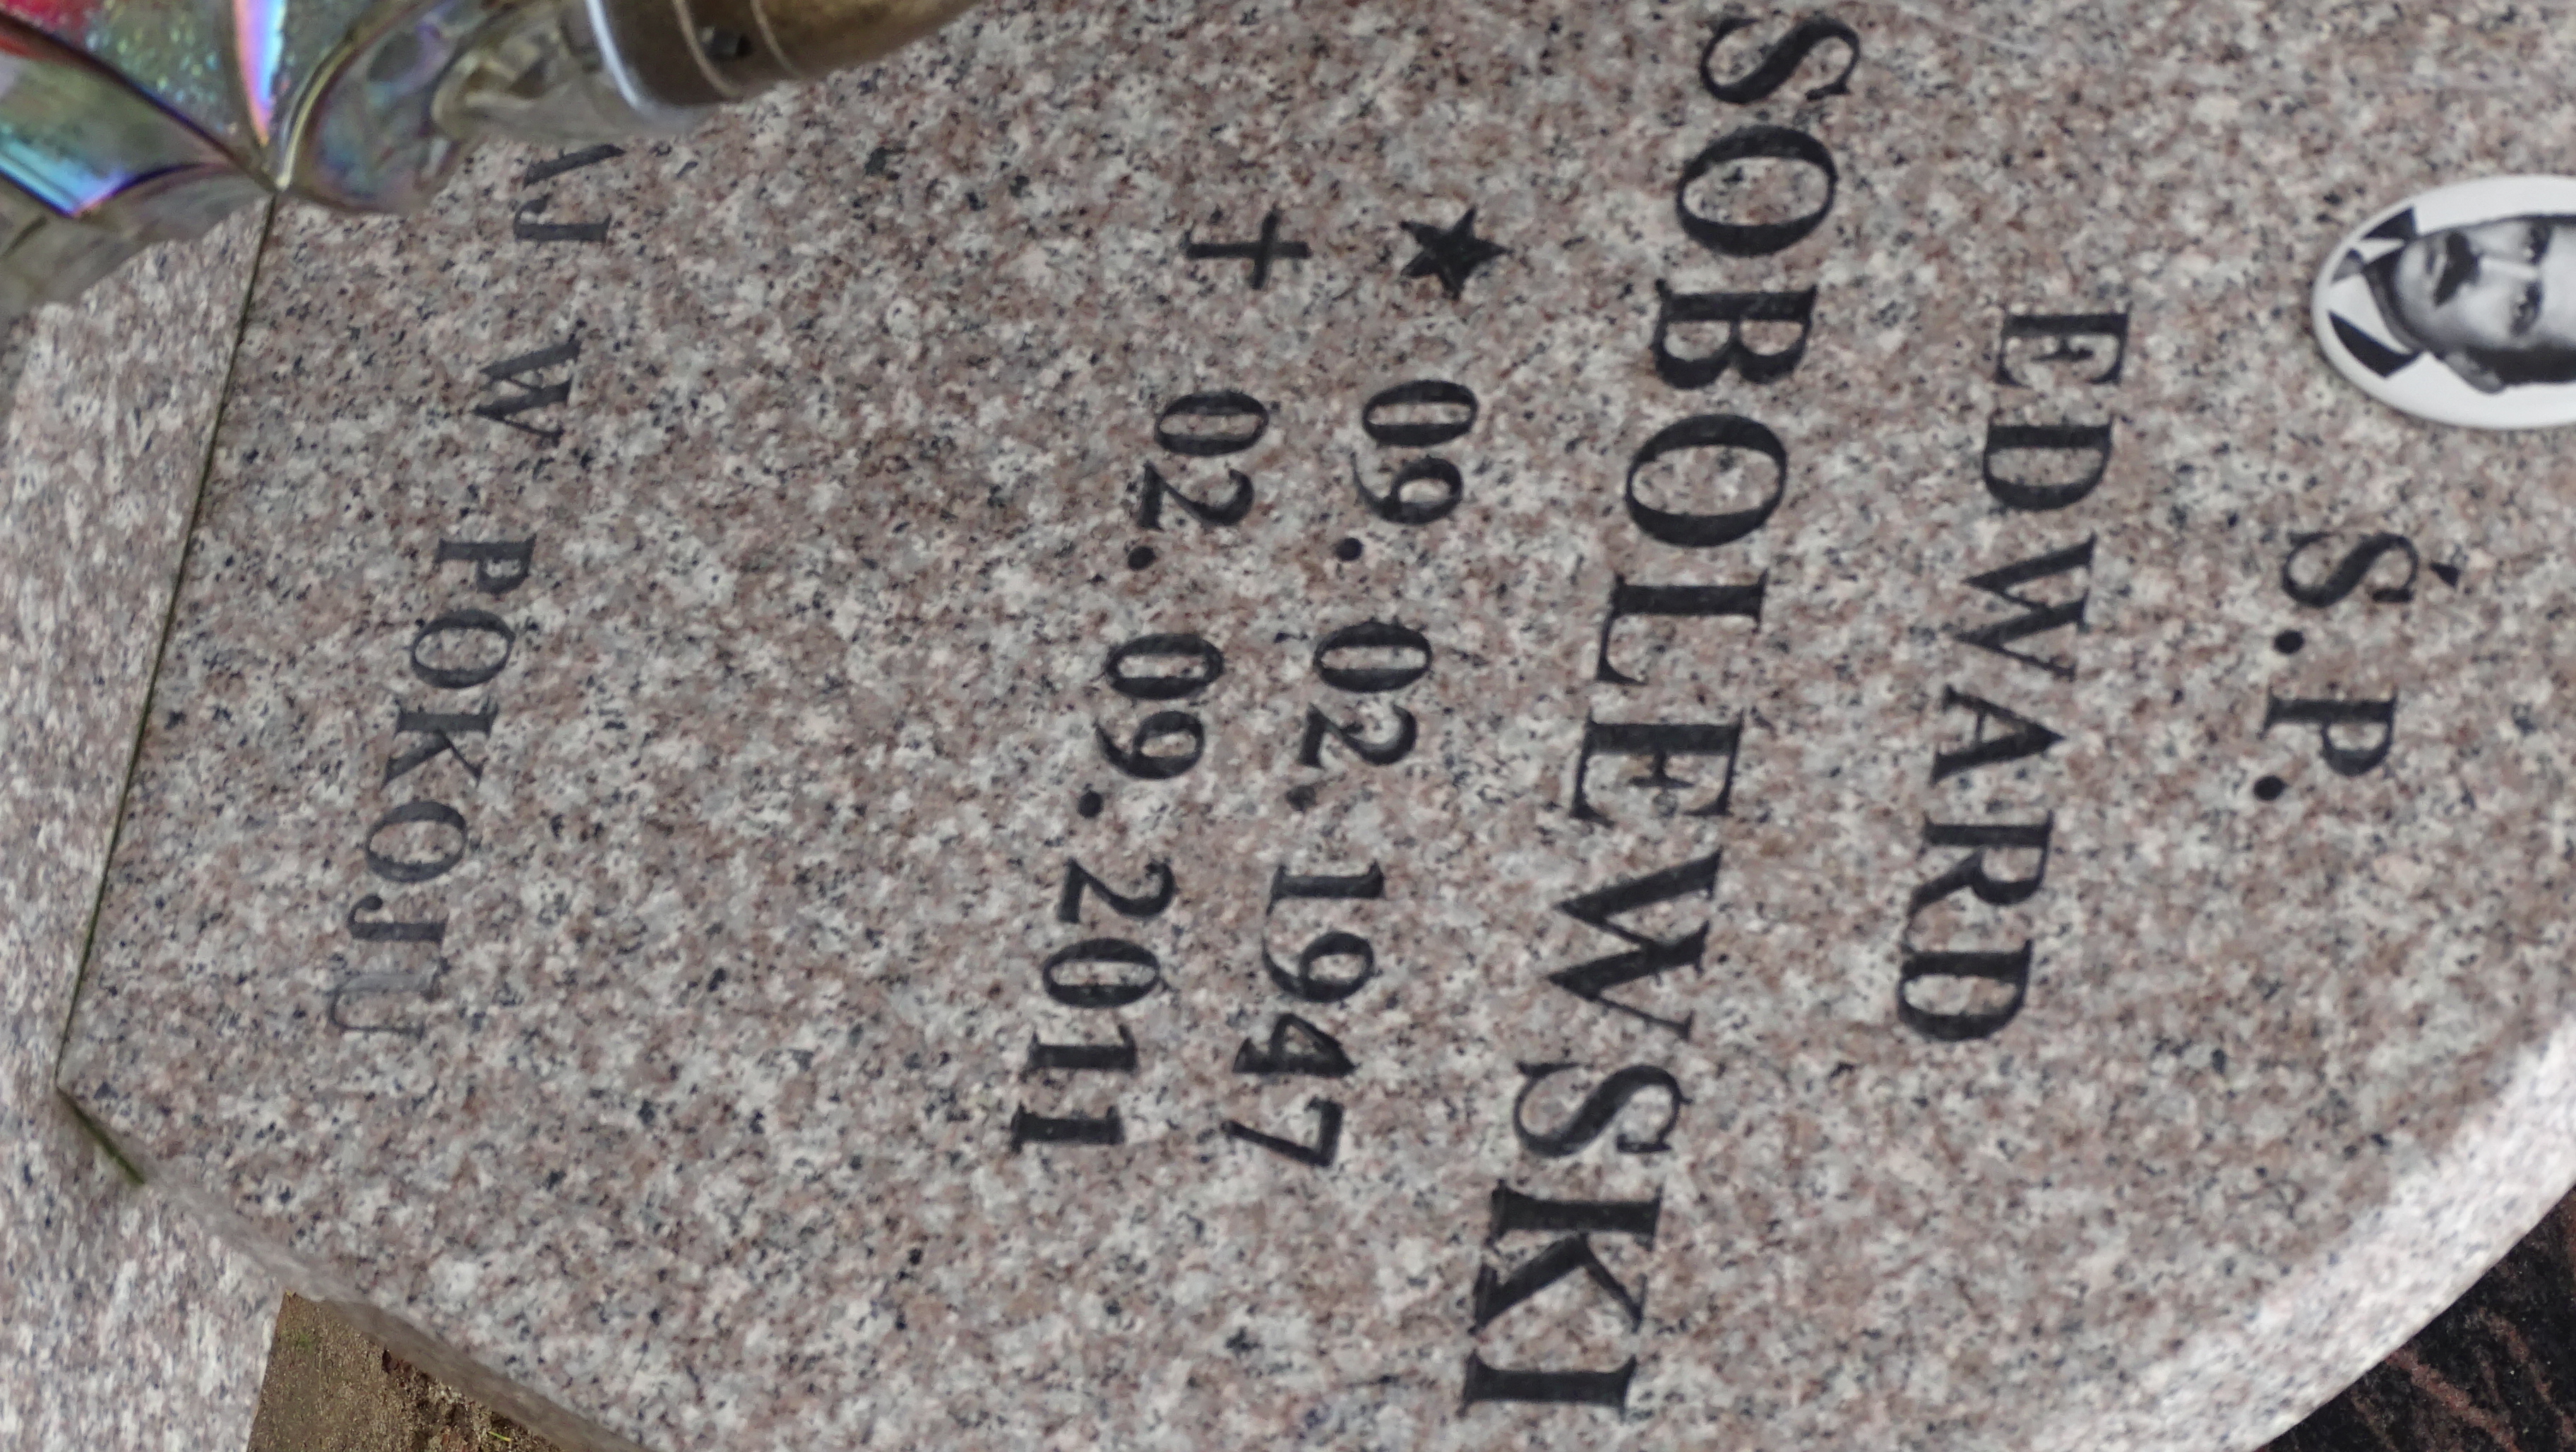 Ś.P.
EDWARD
SOBOLEWSKI
★ 09.02.1947
✝ 02.09.2011
W POKOJU